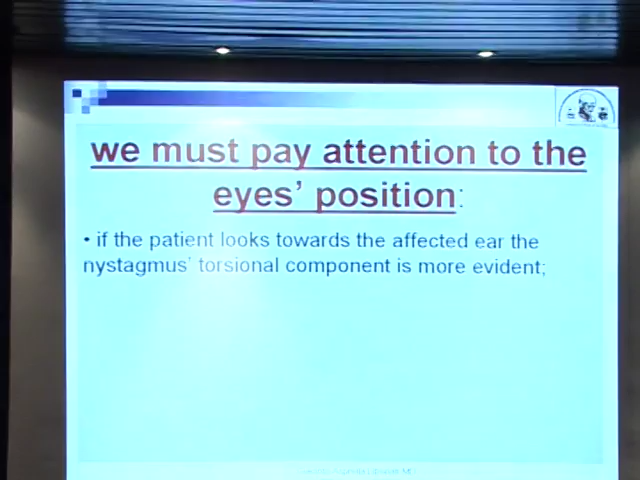 we must pay attention to the
eyes' position:
• if the patient looks towards the affected ear the
nystagmus' torsional component is more evident;